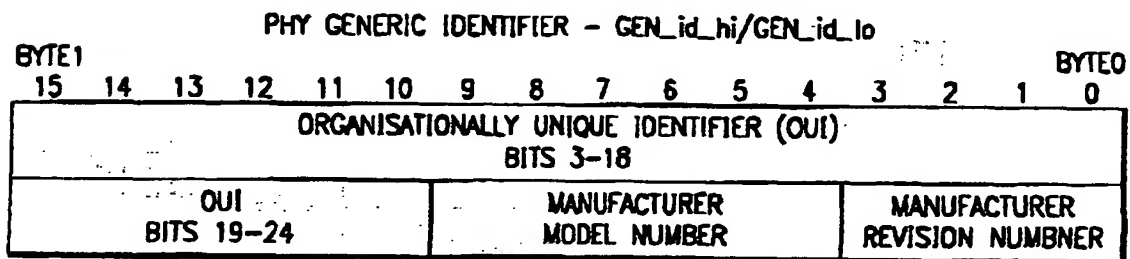 PHY GENERIC IDENTIFIER - GEN_id_hi/GEN_id_lo
BYTE1 BYTE0
15 14 13 12 11 10 9 8 7 6 5 4 3 2 1 0
ORGANISATIONALLY UNIQUE IDENTIFIER (OUI)
BITS 3-18
OUI MANUFACTURER MANUFACTURER
BITS 19-24 MODEL NUMBER REVISION NUMBNER